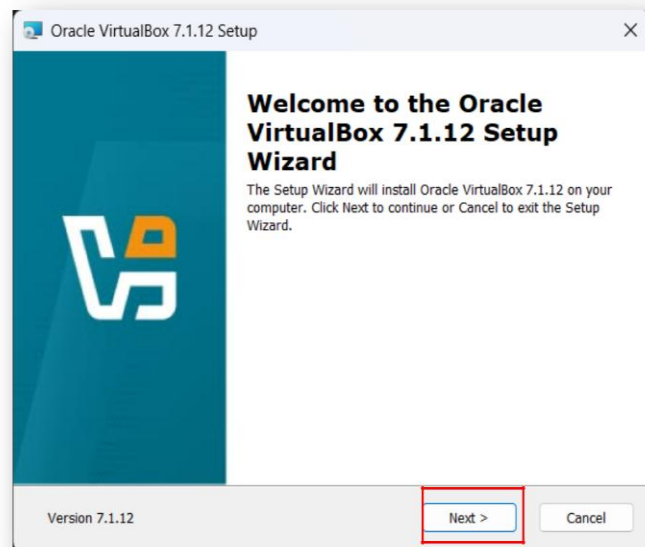 Oracle VirtualBox 7.1.12 Setup
Welcome to the Oracle
VirtualBox 7.1.12 Setup
Wizard
The Setup Wizard will install Oracle VirtualBox 7.1.12 on your
computer. Click Next to continue or Cancel to exit the Setup
Wizard.
Version 7.1.12
Next >
Cancel